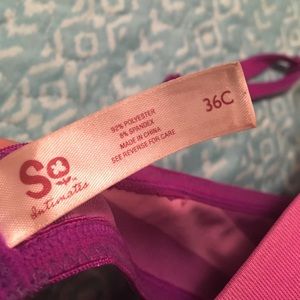 So
Intimates
92% POLYESTER
8% SPANDEX
MADE IN CHINA
SEE REVERSE FOR CARE
36C